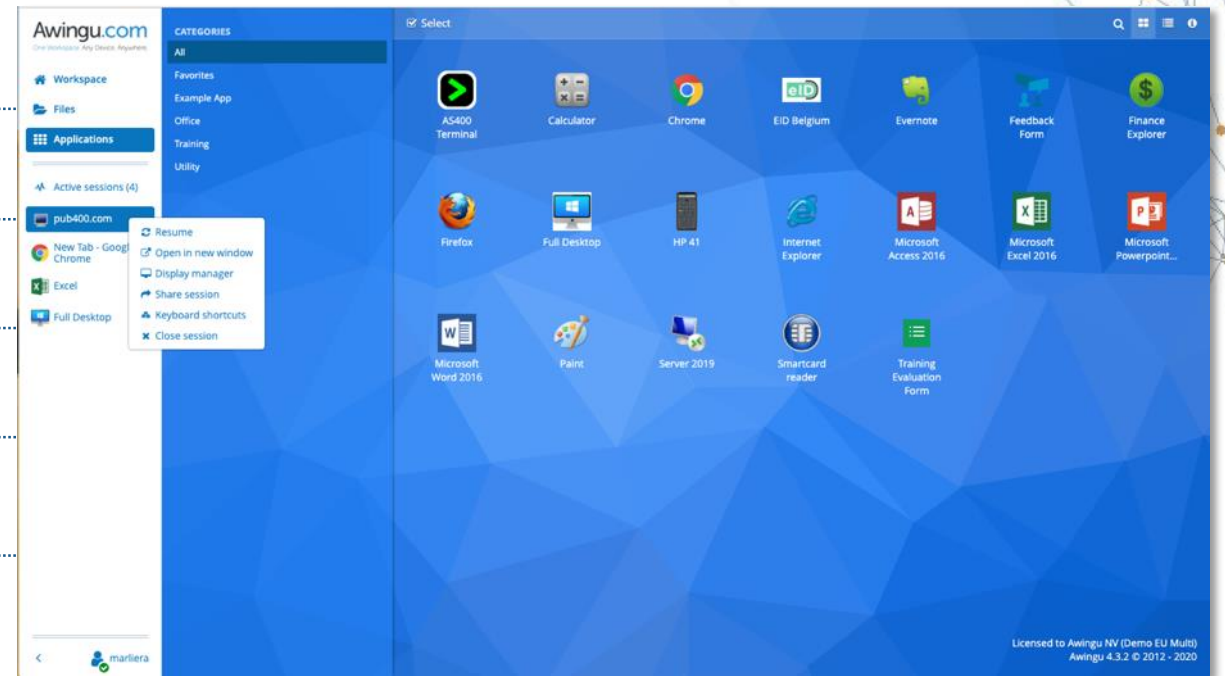 Awingu.com
One Workspace. Any Device. Anywhere.
Workspace
Files
Applications
Active sessions (4)
pub400.com
New Tab - Googl
Chrome
Excel
Full Desktop
marliera
Resume
Open in new window
Display manager
Share session
Keyboard shortcuts
Close session
CATEGORIES
All
Favorites
Example App
Office
Training
Utility
Select
AS400
Terminal
Calculator
Chrome
eID
EID Belgium
Evernote
Feedback
Form
Finance
Explorer
Firefox
Full Desktop
HP 41
Internet
Explorer
Microsoft
Access 2016
Microsoft
Excel 2016
Microsoft
Powerpoint...
Microsoft
Word 2016
Paint
Server 2019
Smartcard
reader
Training
Evaluation
Form
Licensed to Awingu NV (Demo EU Multi)
Awingu 4.3.2 © 2012 - 2020